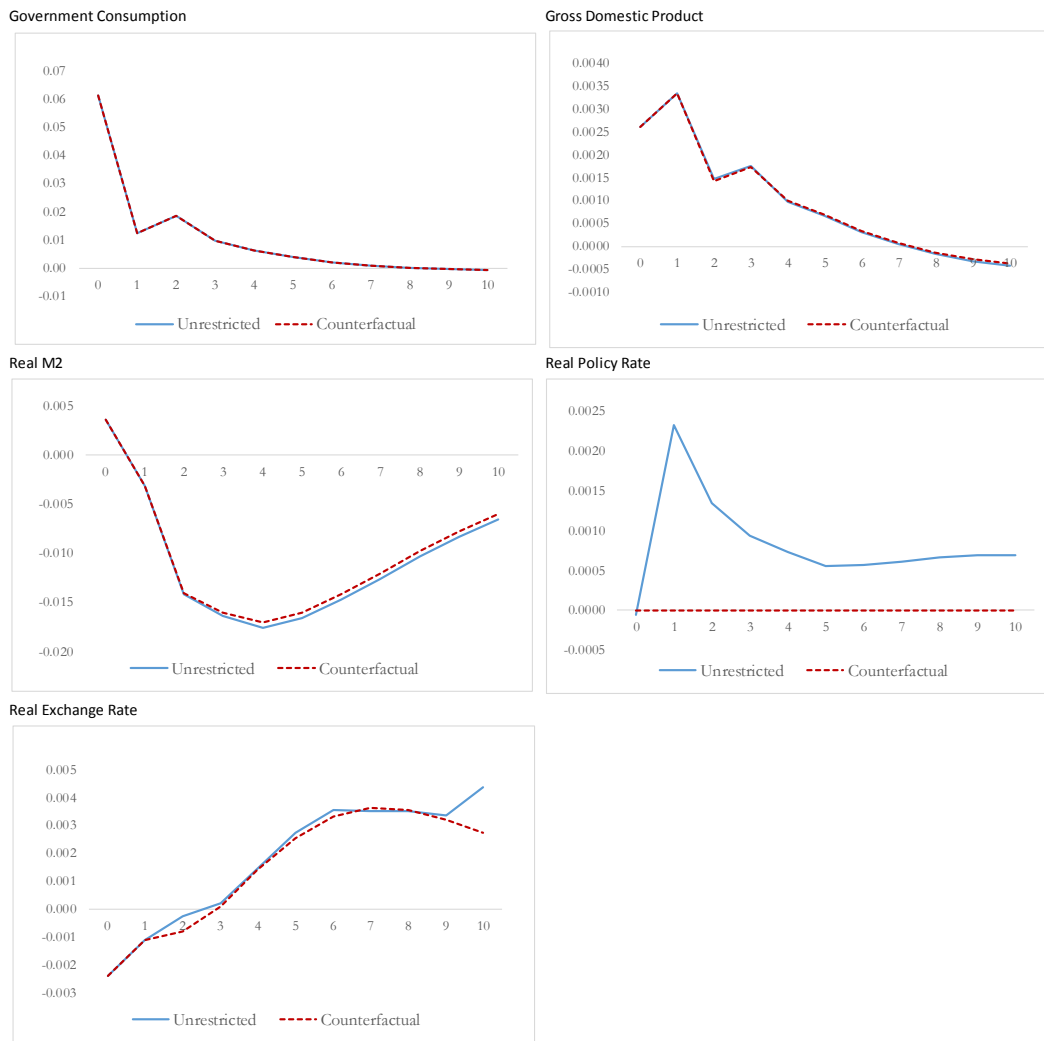 Government Consumption
0.07
0.06
0.05
0.04
0.03
0.02
0.01
0.00
-0.01
0 1 2 3 4 5 6 7 8 9 10
Unrestricted Counterfactual
Gross Domestic Product
0.0040
0.0035
0.0030
0.0025
0.0020
0.0015
0.0010
0.0005
0.0000
-0.0005
-0.0010
0 1 2 3 4 5 6 7 8 9 10
Unrestricted Counterfactual
Real M2
0.005
0.000
-0.005
-0.010
-0.015
-0.020
0 1 2 3 4 5 6 7 8 9 10
Unrestricted Counterfactual
Real Policy Rate
0.0025
0.0020
0.0015
0.0010
0.0005
0.0000
-0.0005
0 1 2 3 4 5 6 7 8 9 10
Unrestricted Counterfactual
Real Exchange Rate
0.005
0.004
0.003
0.002
0.001
0.000
-0.001
-0.002
-0.003
0 1 2 3 4 5 6 7 8 9 10
Unrestricted Counterfactual